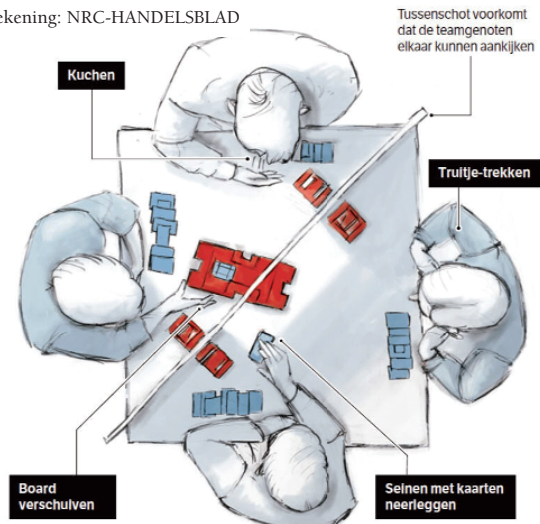 ekening: NRC-HANDELSBLAD
Tussenschot voorkomt
dat de teamgenoten
elkaar kunnen aankijken
Kuchen
Truitje-trekken
Board
verschuiven
Seinen met kaarten
neerleggen